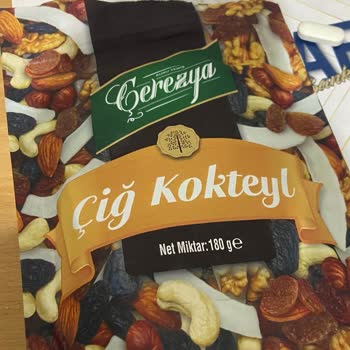 Çerezya
Çiğ Kokteyl
Net Miktar: 180 g℮